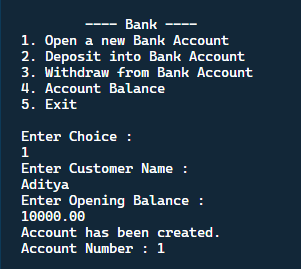 ---- Bank ----
1. Open a new Bank Account
2. Deposit into Bank Account
3. Withdraw from Bank Account
4. Account Balance
5. Exit
Enter Choice :
1
Enter Customer Name :
Aditya
Enter Opening Balance :
10000.00
Account has been created.
Account Number : 1